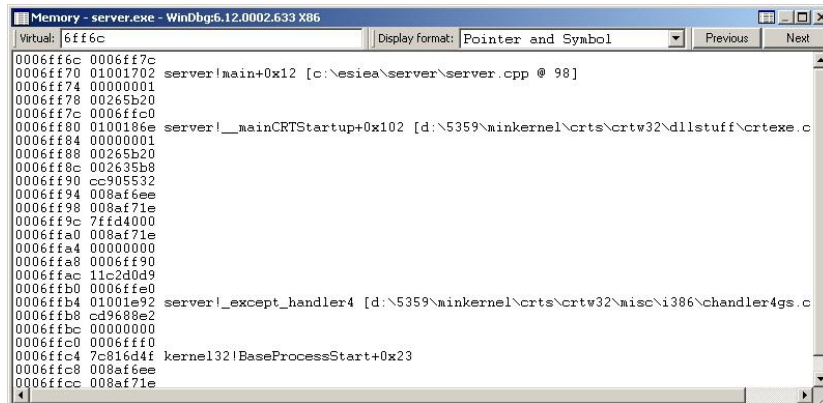 Memory - server.exe - WinDbg:6.12.0002.633 X86
Virtual: 6ff6c Display format: Pointer and Symbol Previous Next
0006ff6c 0006ff7c
0006ff70 01001702 server!main+0x12 [c:\esiea\server\server.cpp @ 98]
0006ff74 00000001
0006ff78 00265b20
0006ff7c 0006ffc0
0006ff80 0100186e server!__mainCRTStartup+0x102 [d:\5359\minkernel\crts\crtw32\dllstuff\crtexe.c
0006ff84 00000001
0006ff88 00265b20
0006ff8c 002635b8
0006ff90 cc905532
0006ff94 008af6ee
0006ff98 008af71e
0006ff9c 7ffd4000
0006ffa0 008af71e
0006ffa4 00000000
0006ffa8 0006ff90
0006ffac 11c2d0d9
0006ffb0 0006ffe0
0006ffb4 01001e92 server!_except_handler4 [d:\5359\minkernel\crts\crtw32\misc\i386\chandler4gs.c
0006ffb8 cd9688e2
0006ffbc 00000000
0006ffc0 0006fff0
0006ffc4 7c816d4f kernel32!BaseProcessStart+0x23
0006ffc8 008af6ee
0006ffcc 008af71e